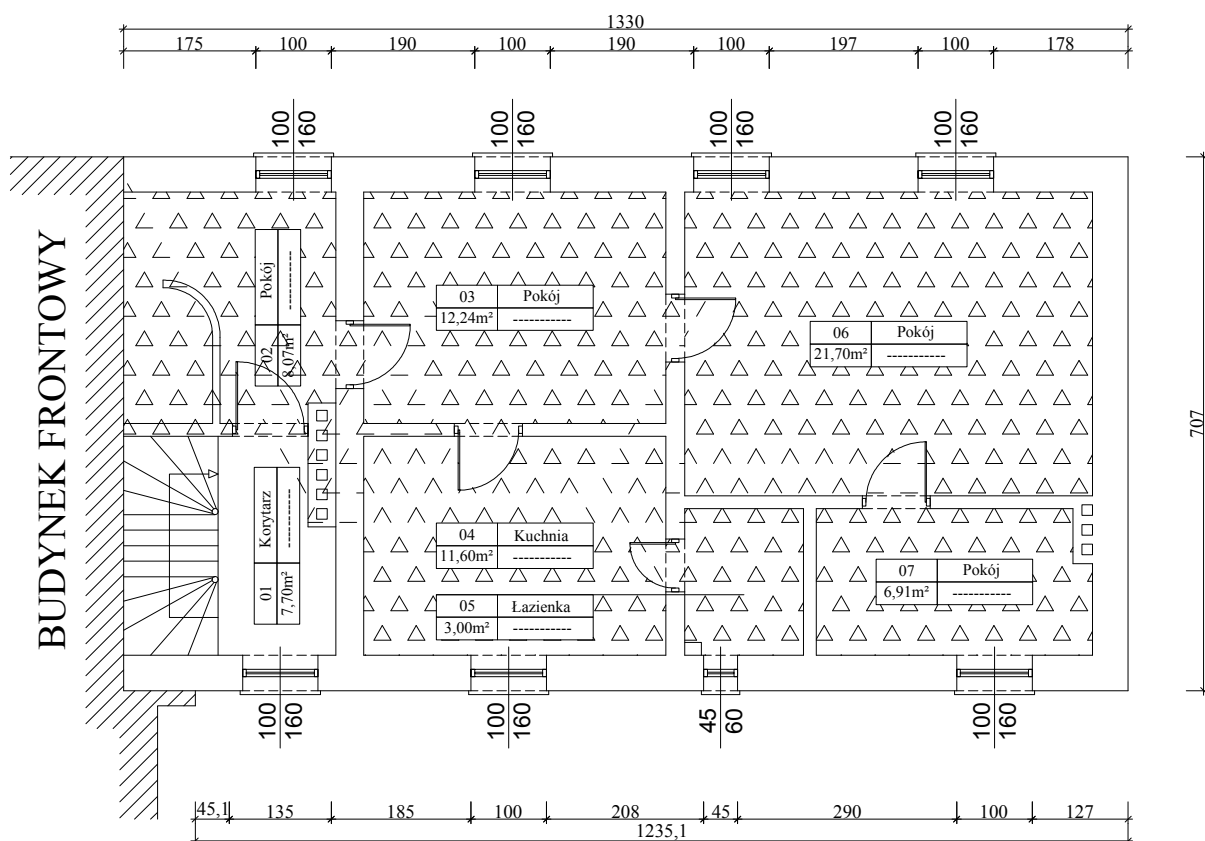 1330
175 100 190 100 190 100 197 100 178
100 160 100 160 100 160 100 160
BUDYNEK FRONTOWY
02 Pokój
8,07m² -----------
03 Pokój
12,24m² -----------
06 Pokój
21,70m² -----------
707
01 Korytarz
7,70m² -----------
04 Kuchnia
11,60m² -----------
05 Łazienka
3,00m² -----------
07 Pokój
6,91m² -----------
100 160 100 160 45 60 100 160
45,1 135 185 100 208 45 290 100 127
1235,1